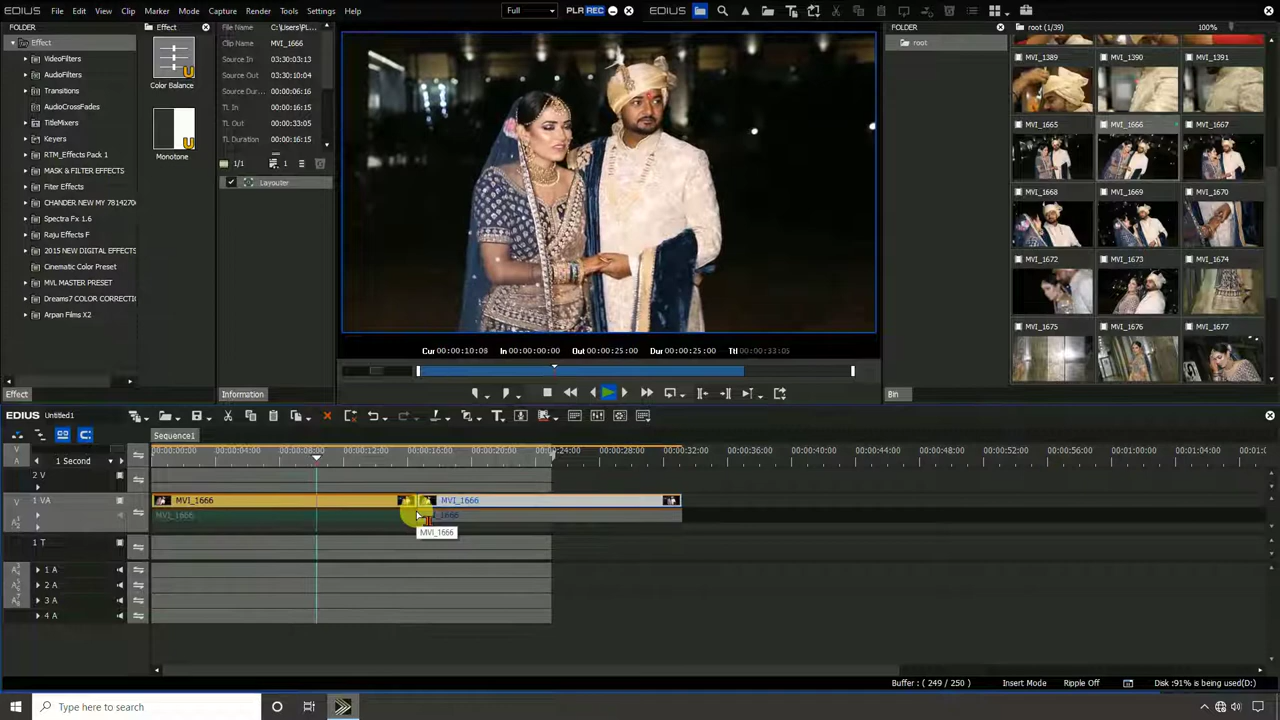 EDIUS File Edit View Clip Marker Mode Capture Render Tools Settings Help Full PLR REC EDIUS
FOLDER Effect File Name C:\Users\PL... root (1/39) 100%
Effect
VideoFilters
AudioFilters
Transitions
AudioCrossFades
TitleMixers
Keyers
RTM_Effects Pack 1
MASK & FILTER EFFECTS
Fiter Effects
CHANDER NEW MY 7814270
Spectra Fx 1.6
Raju Effects F
2015 NEW DIGITAL EFFECTS
Cinematic Color Preset
MVL MASTER PRESET
Dreams7 COLOR CORRECTI
Arpan Films X2
Color Balance
Monotone
Clip Name MVI_1666
Source In 03:30:03:13
Source Out 03:30:10:04
Source Dur... 00:00:06:16
TL In 00:00:16:15
TL Out 00:00:33:05
TL Duration 00:00:16:15
1/1 1
Layouter
FOLDER
root
MVI_1389 MVI_1390 MVI_1391
MVI_1665 MVI_1666 MVI_1667
MVI_1668 MVI_1669 MVI_1670
MVI_1672 MVI_1673 MVI_1674
MVI_1675 MVI_1676 MVI_1677
Cur 00:00:10:08 In 00:00:00:00 Out 00:00:25:00 Dur 00:00:25:00 Ttl 00:00:33:05
Effect Information Bin
EDIUS Untitled1
Sequence1
V
A
1 Second
00:00:00:00 00:00:04:00 00:00:08:00 00:00:12:00 00:00:16:00 00:00:20:00 00:00:24:00 00:00:28:00 00:00:32:00 00:00:36:00 00:00:40:00 00:00:44:00 00:00:48:00 00:00:52:00 00:00:56:00 00:01:00:00 00:01:04:00
2 V
V 1 VA MVI_1666 MVI_1666
MVI_1666
MVI_1666
1 T
1 A
2 A
3 A
4 A
Buffer : ( 249 / 250 ) Insert Mode Ripple Off Disk :91% is being used(D:)
Type here to search